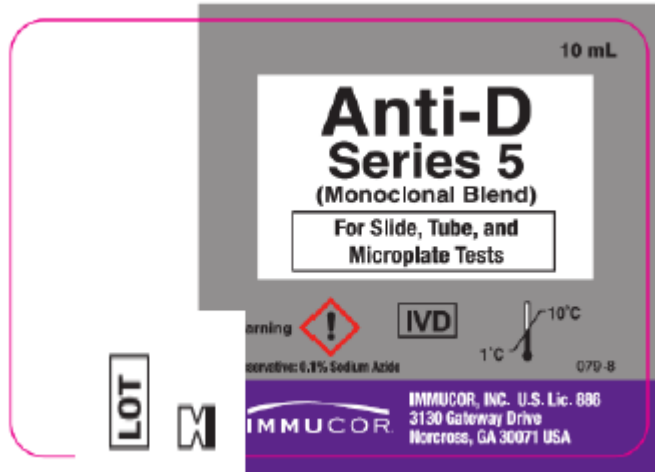 10 mL
Anti-D
Series 5
(Monoclonal Blend)
For Slide, Tube, and
Microplate Tests
arning
!
IVD
10°C
1°C
servative: 0.1% Sodium Azide
079-8
LOT
IMMUCOR
IMMUCOR, INC. U.S. Lic. 886
3130 Gateway Drive
Norcross, GA 30071 USA